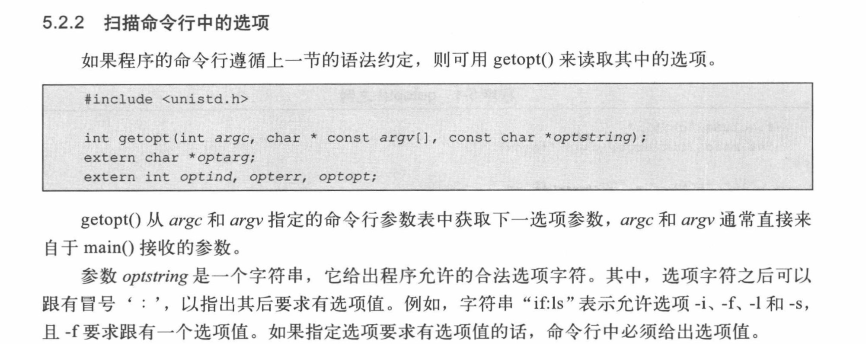 5.2.2 扫描命令行中的选项
如果程序的命令行遵循上一节的语法约定，则可用 getopt() 来读取其中的选项。
#include <unistd.h>
int getopt(int argc, char * const argv[], const char *optstring);
extern char *optarg;
extern int optind, opterr, optopt;
getopt() 从 argc 和 argv 指定的命令行参数表中获取下一选项参数，argc 和 argv 通常直接来
自于 main() 接收的参数。
参数 optstring 是一个字符串，它给出程序允许的合法选项字符。其中，选项字符之后可以
跟有冒号‘：’，以指出其后要求有选项值。例如，字符串“if:ls”表示允许选项 -i、-f、-l 和 -s，
且 -f 要求跟有一个选项值。如果指定选项要求有选项值的话，命令行中必须给出选项值。